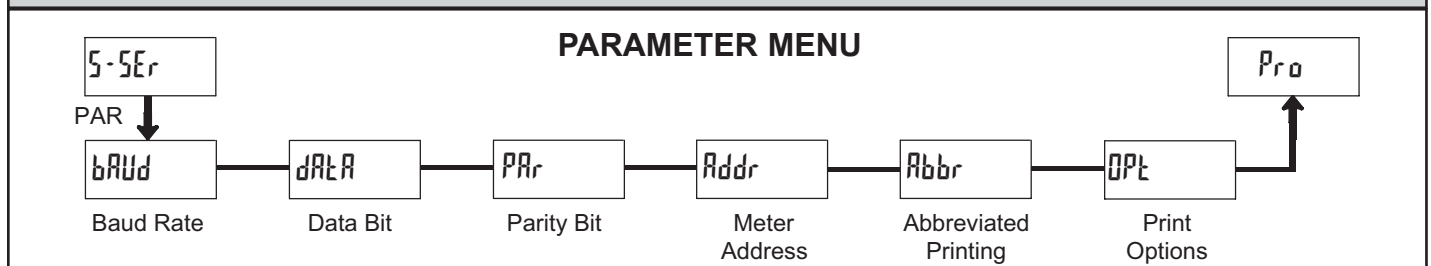 PARAMETER MENU
5-SEr
Pro
PAR
bAUd
dAtA
PAr
Addr
Abbr
OPt
Baud Rate
Data Bit
Parity Bit
Meter
Address
Abbreviated
Printing
Print
Options